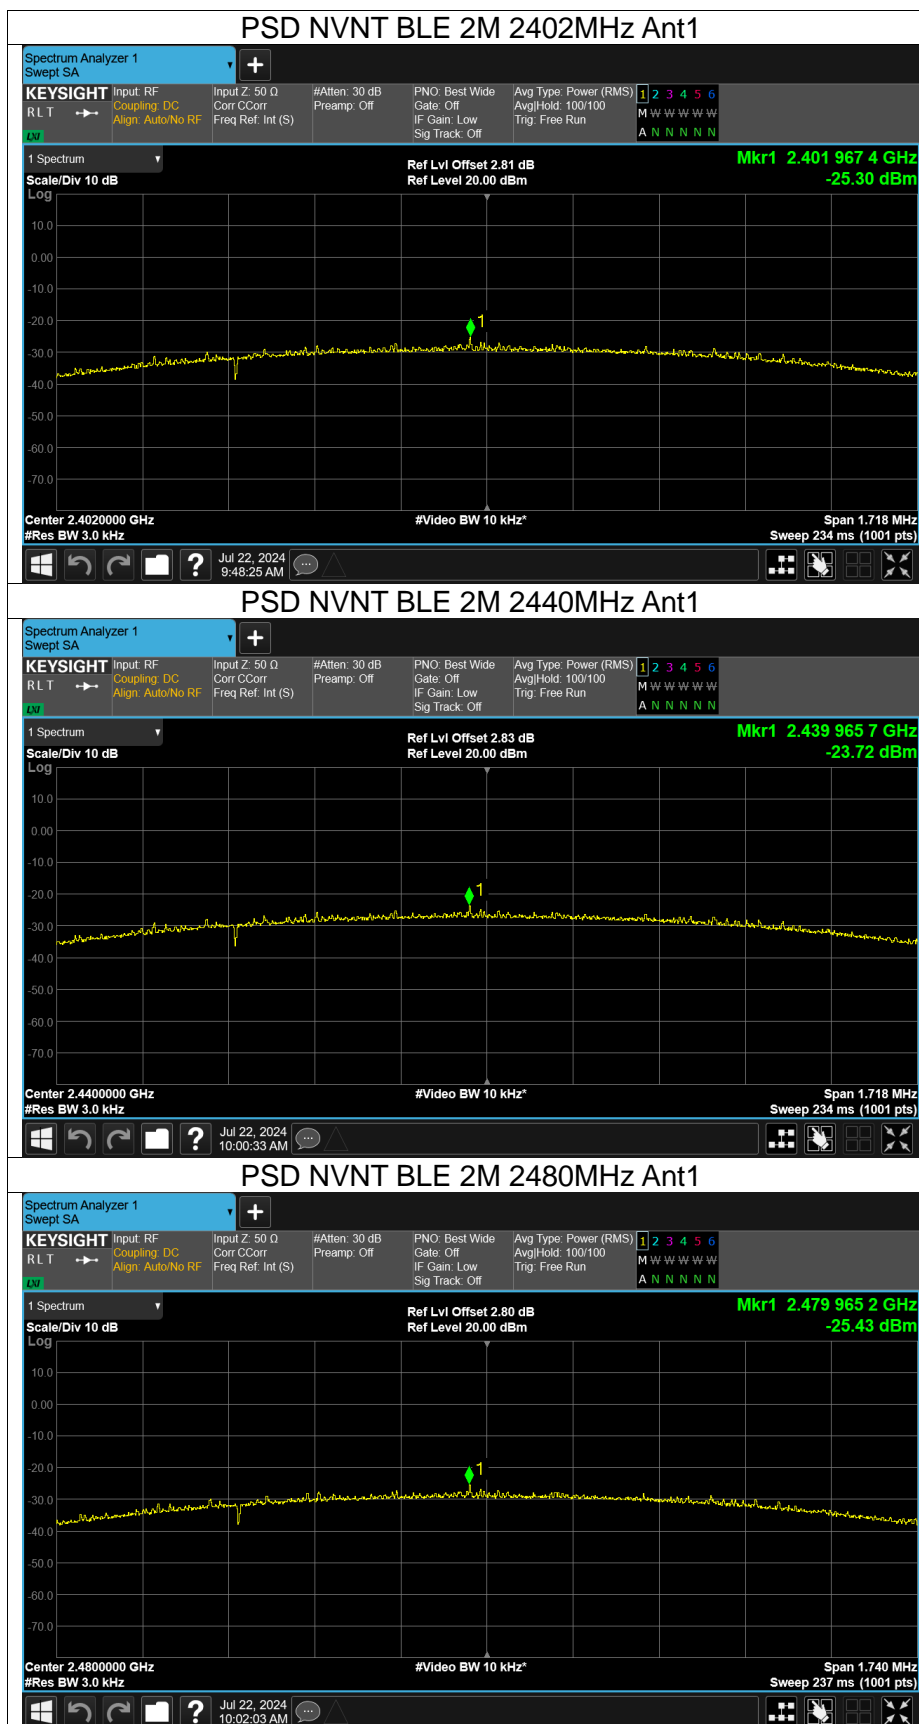 PSD NVNT BLE 2M 2402MHz Ant1
Spectrum Analyzer 1
Swept SA
KEYSIGHT
R L T
LXI
Input: RF
Coupling: DC
Align: Auto/No RF
Input Z: 50 Ω
Corr CCorr
Freq Ref: Int (S)
#Atten: 30 dB
Preamp: Off
PNO: Best Wide
Gate: Off
IF Gain: Low
Sig Track: Off
Avg Type: Power (RMS)
Avg|Hold: 100/100
Trig: Free Run
1 2 3 4 5 6
M W W W W W
A N N N N N
1 Spectrum
Scale/Div 10 dB
Ref Lvl Offset 2.81 dB
Ref Level 20.00 dBm
Mkr1 2.401 967 4 GHz
-25.30 dBm
Log
10.0
0.00
-10.0
-20.0
-30.0
-40.0
-50.0
-60.0
-70.0
1
Center 2.4020000 GHz
#Res BW 3.0 kHz
#Video BW 10 kHz*
Span 1.718 MHz
Sweep 234 ms (1001 pts)
Jul 22, 2024
9:48:25 AM
PSD NVNT BLE 2M 2440MHz Ant1
Spectrum Analyzer 1
Swept SA
KEYSIGHT
R L T
LXI
Input: RF
Coupling: DC
Align: Auto/No RF
Input Z: 50 Ω
Corr CCorr
Freq Ref: Int (S)
#Atten: 30 dB
Preamp: Off
PNO: Best Wide
Gate: Off
IF Gain: Low
Sig Track: Off
Avg Type: Power (RMS)
Avg|Hold: 100/100
Trig: Free Run
1 2 3 4 5 6
M W W W W W
A N N N N N
1 Spectrum
Scale/Div 10 dB
Ref Lvl Offset 2.83 dB
Ref Level 20.00 dBm
Mkr1 2.439 965 7 GHz
-23.72 dBm
Log
10.0
0.00
-10.0
-20.0
-30.0
-40.0
-50.0
-60.0
-70.0
1
Center 2.4400000 GHz
#Res BW 3.0 kHz
#Video BW 10 kHz*
Span 1.718 MHz
Sweep 234 ms (1001 pts)
Jul 22, 2024
10:00:33 AM
PSD NVNT BLE 2M 2480MHz Ant1
Spectrum Analyzer 1
Swept SA
KEYSIGHT
R L T
LXI
Input: RF
Coupling: DC
Align: Auto/No RF
Input Z: 50 Ω
Corr CCorr
Freq Ref: Int (S)
#Atten: 30 dB
Preamp: Off
PNO: Best Wide
Gate: Off
IF Gain: Low
Sig Track: Off
Avg Type: Power (RMS)
Avg|Hold: 100/100
Trig: Free Run
1 2 3 4 5 6
M W W W W W
A N N N N N
1 Spectrum
Scale/Div 10 dB
Ref Lvl Offset 2.80 dB
Ref Level 20.00 dBm
Mkr1 2.479 965 2 GHz
-25.43 dBm
Log
10.0
0.00
-10.0
-20.0
-30.0
-40.0
-50.0
-60.0
-70.0
1
Center 2.4800000 GHz
#Res BW 3.0 kHz
#Video BW 10 kHz*
Span 1.740 MHz
Sweep 237 ms (1001 pts)
Jul 22, 2024
10:02:03 AM